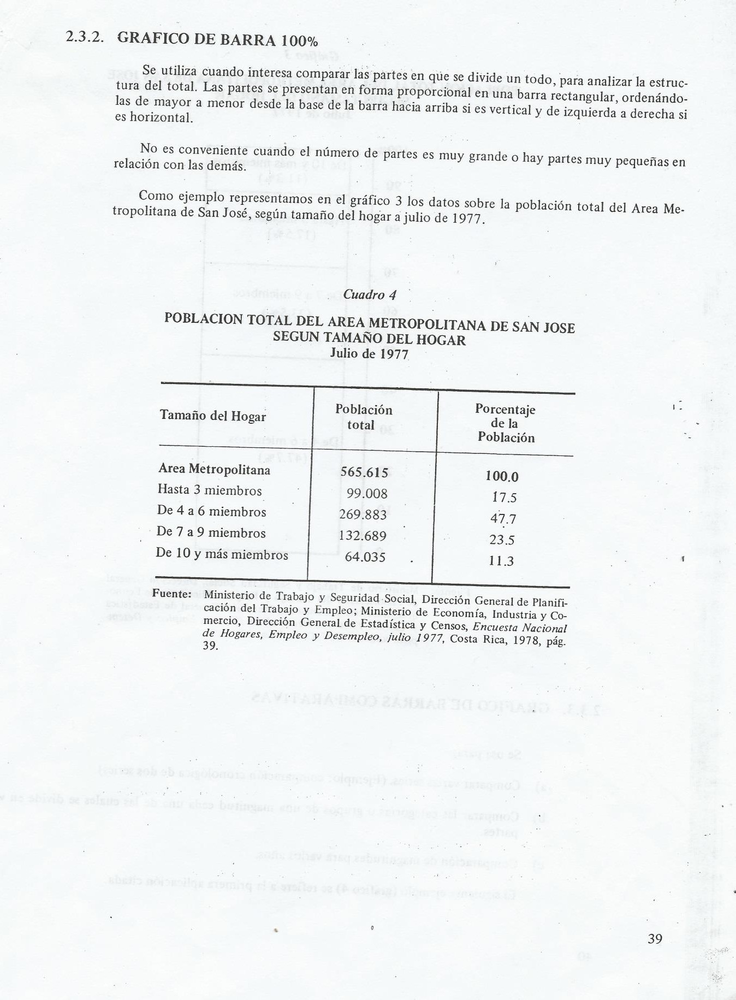 2.3.2. GRAFICO DE BARRA 100%
Se utiliza cuando interesa comparar las partes en que se divide un todo, para analizar la estruc-
tura del total. Las partes se presentan en forma proporcional en una barra rectangular, ordenándo-
las de mayor a menor desde la base de la barra hacia arriba si es vertical y de izquierda a derecha si
es horizontal.
No es conveniente cuando el número de partes es muy grande o hay partes muy pequeñas en
relación con las demás.
Como ejemplo representamos en el gráfico 3 los datos sobre la población total del Area Me-
tropolitana de San José, según tamaño del hogar a julio de 1977.
Cuadro 4
POBLACION TOTAL DEL AREA METROPOLITANA DE SAN JOSE
SEGUN TAMAÑO DEL HOGAR
Julio de 1977
Tamaño del Hogar
Población
total
Porcentaje
de la
Población
Area Metropolitana 565.615 100.0
Hasta 3 miembros 99.008 17.5
De 4 a 6 miembros 269.883 47.7
De 7 a 9 miembros 132.689 23.5
De 10 y más miembros 64.035 11.3
Fuente: Ministerio de Trabajo y Seguridad Social, Dirección General de Planifi-
cación del Trabajo y Empleo; Ministerio de Economía, Industria y Co-
mercio, Dirección General de Estadística y Censos, Encuesta Nacional
de Hogares, Empleo y Desempleo, julio 1977, Costa Rica, 1978, pág.
39.
39